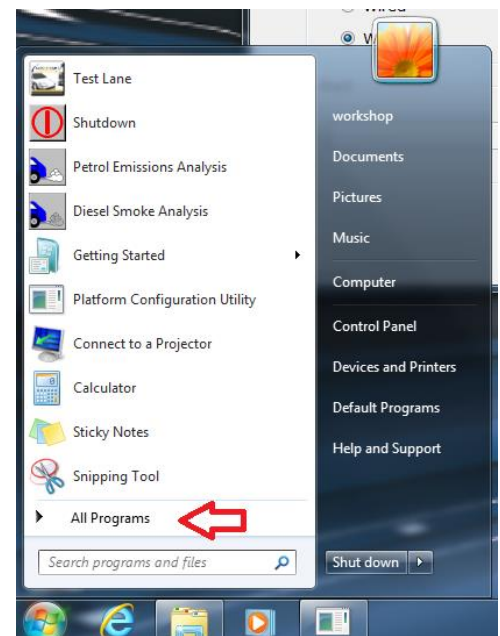 Test Lane
Shutdown
Petrol Emissions Analysis
Diesel Smoke Analysis
Getting Started
Platform Configuration Utility
Connect to a Projector
Calculator
Sticky Notes
Snipping Tool
All Programs
Search programs and files
workshop
Documents
Pictures
Music
Computer
Control Panel
Devices and Printers
Default Programs
Help and Support
Shut down